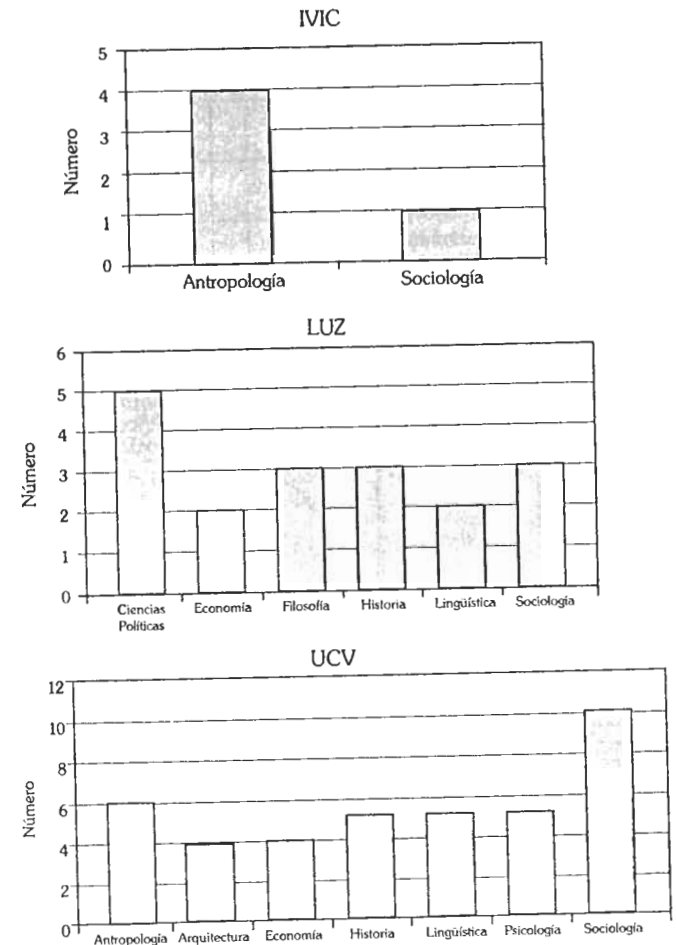 IVIC
Número
5
4
3
2
1
0
Antropología
Sociología
LUZ
Número
6
5
4
3
2
1
0
Ciencias
Políticas
Economía
Filosofía
Historia
Lingüística
Sociología
UCV
Número
12
10
8
6
4
2
0
Antropología
Arquitectura
Economía
Historia
Lingüística
Psicología
Sociología